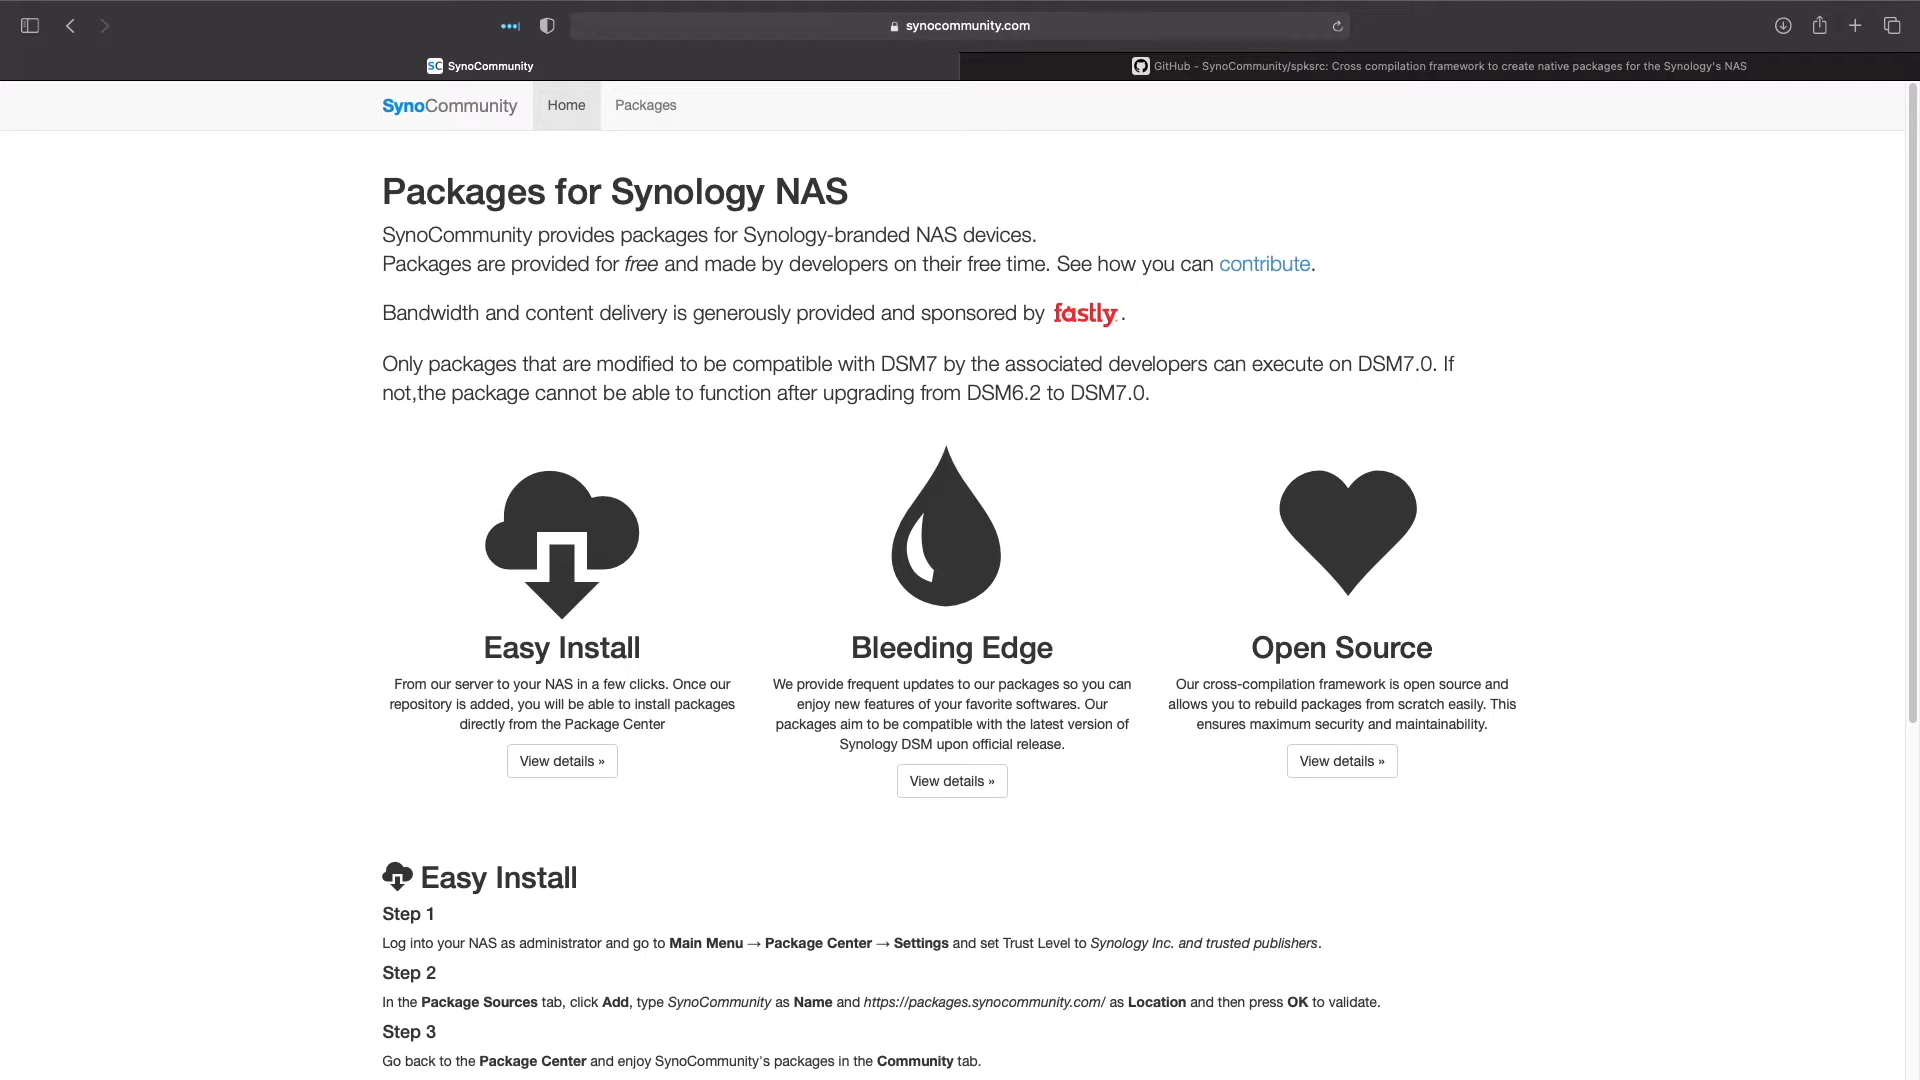 synocommunity.com
SC SynoCommunity
GitHub - SynoCommunity/spksrc: Cross compilation framework to create native packages for the Synology's NAS
SynoCommunity Home Packages
Packages for Synology NAS
SynoCommunity provides packages for Synology-branded NAS devices.
Packages are provided for free and made by developers on their free time. See how you can contribute.
Bandwidth and content delivery is generously provided and sponsored by fastly.
Only packages that are modified to be compatible with DSM7 by the associated developers can execute on DSM7.0. If
not,the package cannot be able to function after upgrading from DSM6.2 to DSM7.0.
Easy Install
From our server to your NAS in a few clicks. Once our
repository is added, you will be able to install packages
directly from the Package Center
View details »
Bleeding Edge
We provide frequent updates to our packages so you can
enjoy new features of your favorite softwares. Our
packages aim to be compatible with the latest version of
Synology DSM upon official release.
View details »
Open Source
Our cross-compilation framework is open source and
allows you to rebuild packages from scratch easily. This
ensures maximum security and maintainability.
View details »
Easy Install
Step 1
Log into your NAS as administrator and go to Main Menu → Package Center → Settings and set Trust Level to Synology Inc. and trusted publishers.
Step 2
In the Package Sources tab, click Add, type SynoCommunity as Name and https://packages.synocommunity.com/ as Location and then press OK to validate.
Step 3
Go back to the Package Center and enjoy SynoCommunity's packages in the Community tab.